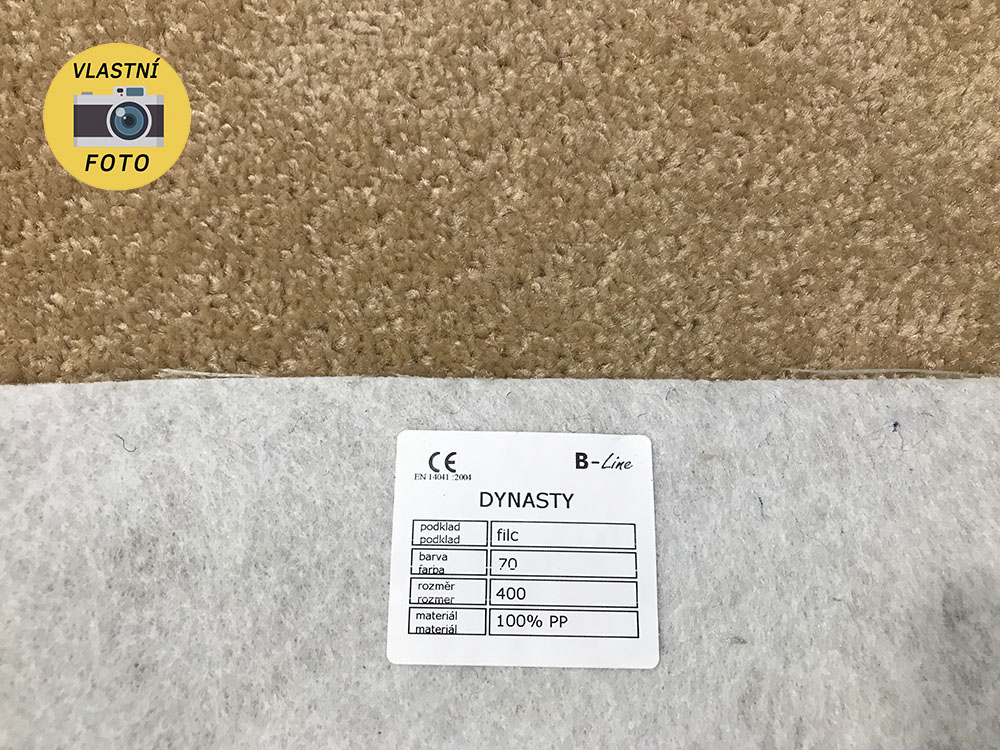 VLASTNÍ
FOTO
CE
EN 14041 :2004
B-Line
DYNASTY
podklad
podklad
filc
barva
farba
70
rozměr
rozmer
400
materiál
materiál
100% PP